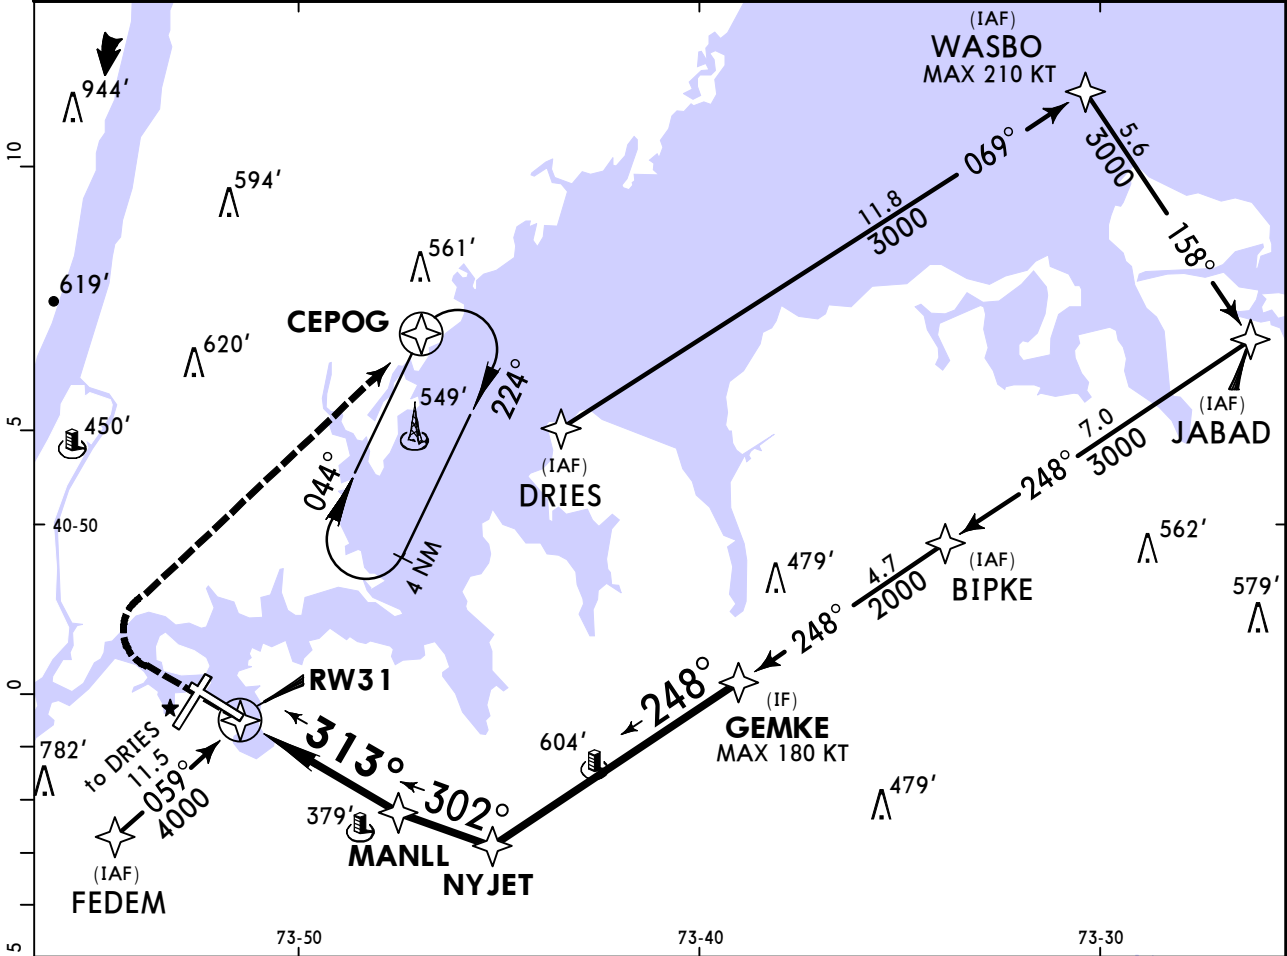 (IAF)
WASBO
MAX 210 KT
944'
5.6
3000
10
069°
594'
11.8
3000
561'
158°
619'
CEPOG
620'
224°
549'
(IAF)
JABAD
5
450'
7.0
3000
(IAF)
DRIES
044°
248°
40-50
4 NM
562'
479'
4.7
2000
(IAF)
BIPKE
579'
248°
0
RW31
248°
(IF)
GEMKE
MAX 180 KT
782'
to DRIES
11.5
059°
4000
313°
604'
302°
479'
379'
MANLL
NYJET
(IAF)
FEDEM
5
73-50
73-40
73-30